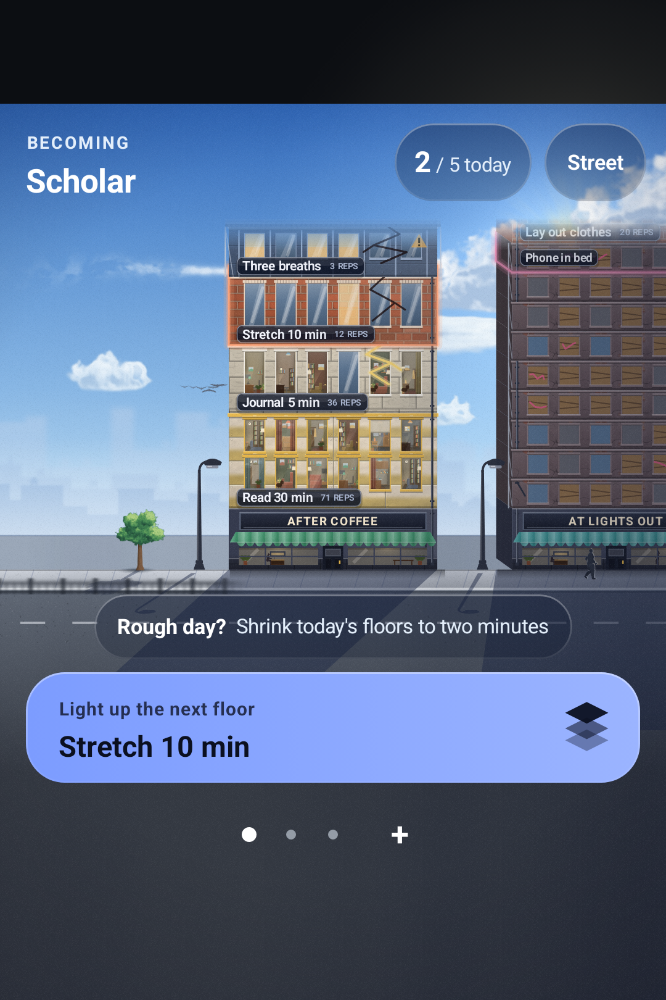 BECOMING
Scholar
2 / 5 today
Street
Three breaths 3 REPS
Stretch 10 min 12 REPS
Journal 5 min 36 REPS
Read 30 min 71 REPS
AFTER COFFEE
Lay out clothes 20 REPS
Phone in bed
AT LIGHTS OUT
Rough day? Shrink today's floors to two minutes
Light up the next floor
Stretch 10 min
+